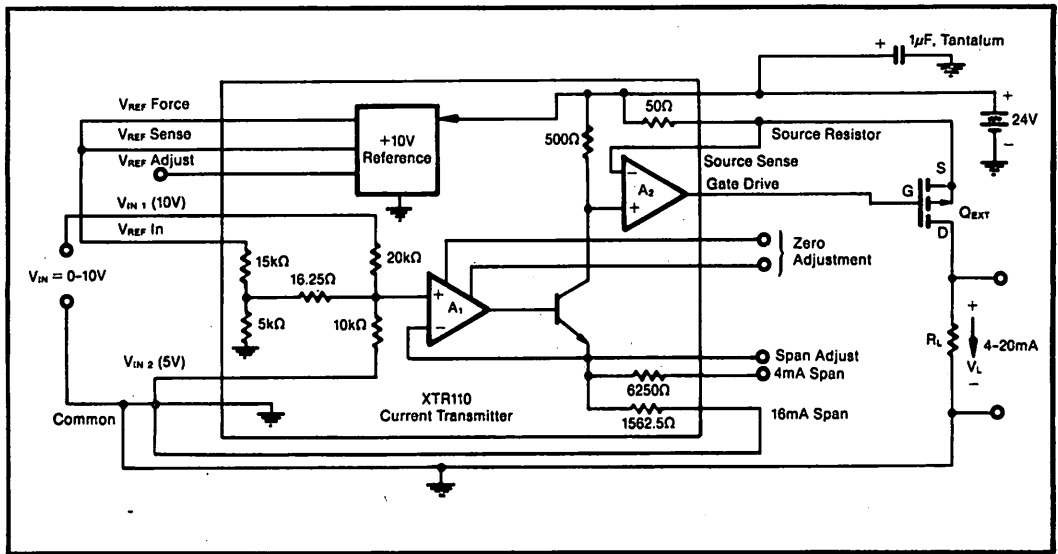 + 1µF, Tantalum
VREF Force
+10V
Reference
50Ω
Source Resistor
+
24V
−
500Ω
VREF Sense
VREF Adjust
Source Sense
−
A2
+
Gate Drive
S
G
QEXT
D
VIN 1 (10V)
VREF In
VIN = 0–10V
15kΩ
20kΩ
Zero
Adjustment
16.25Ω
+
A1
−
5kΩ
10kΩ
RL
+
VL
−
4–20mA
Span Adjust
4mA Span
VIN 2 (5V)
6250Ω
Common
XTR110
Current Transmitter
1562.5Ω
16mA Span